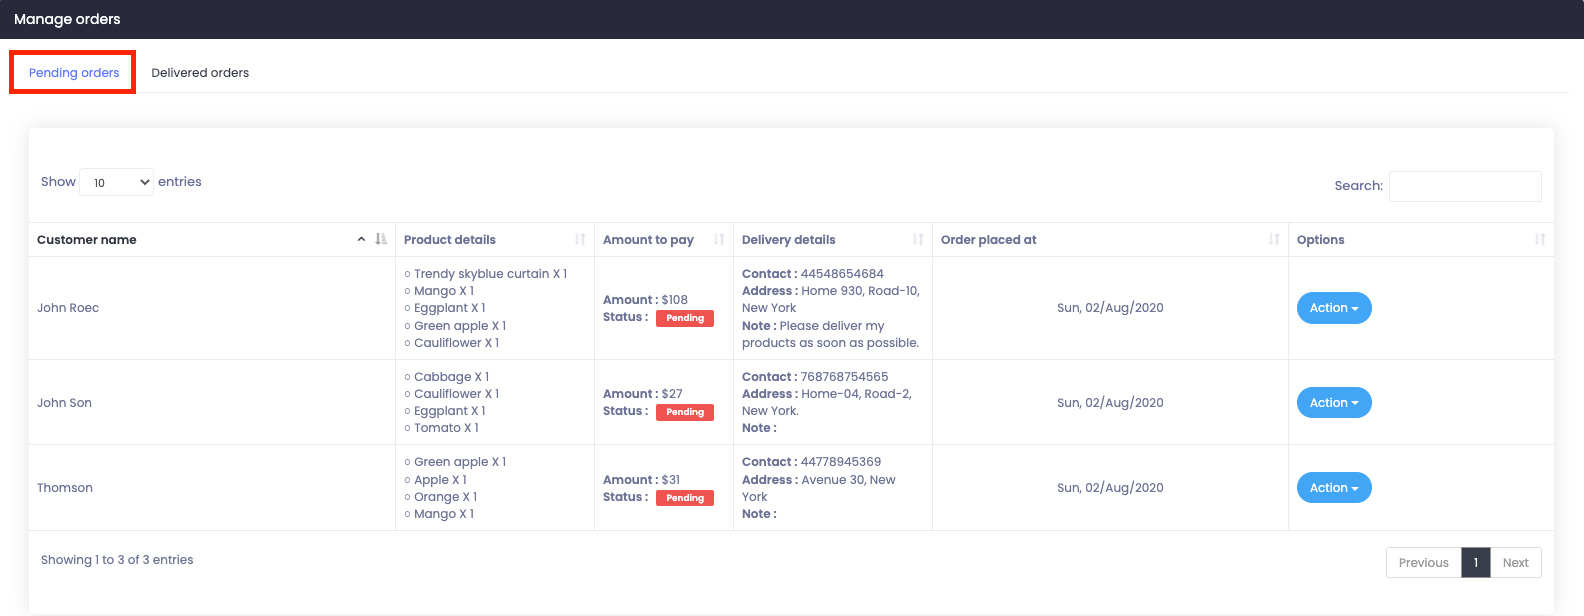 Manage orders
Pending orders
Delivered orders
Show 10 entries
Search:
Customer name
Product details
Amount to pay
Delivery details
Order placed at
Options
John Roec
○ Trendy skyblue curtain X 1
○ Mango X 1
○ Eggplant X 1
○ Green apple X 1
○ Cauliflower X 1
Amount : $108
Status : Pending
Contact : 44548654684
Address : Home 930, Road-10,
New York
Note : Please deliver my
products as soon as possible.
Sun, 02/Aug/2020
Action
John Son
○ Cabbage X 1
○ Cauliflower X 1
○ Eggplant X 1
○ Tomato X 1
Amount : $27
Status : Pending
Contact : 768768754565
Address : Home-04, Road-2,
New York.
Note :
Sun, 02/Aug/2020
Action
Thomson
○ Green apple X 1
○ Apple X 1
○ Orange X 1
○ Mango X 1
Amount : $31
Status : Pending
Contact : 44778945369
Address : Avenue 30, New
York
Note :
Sun, 02/Aug/2020
Action
Showing 1 to 3 of 3 entries
Previous 1 Next